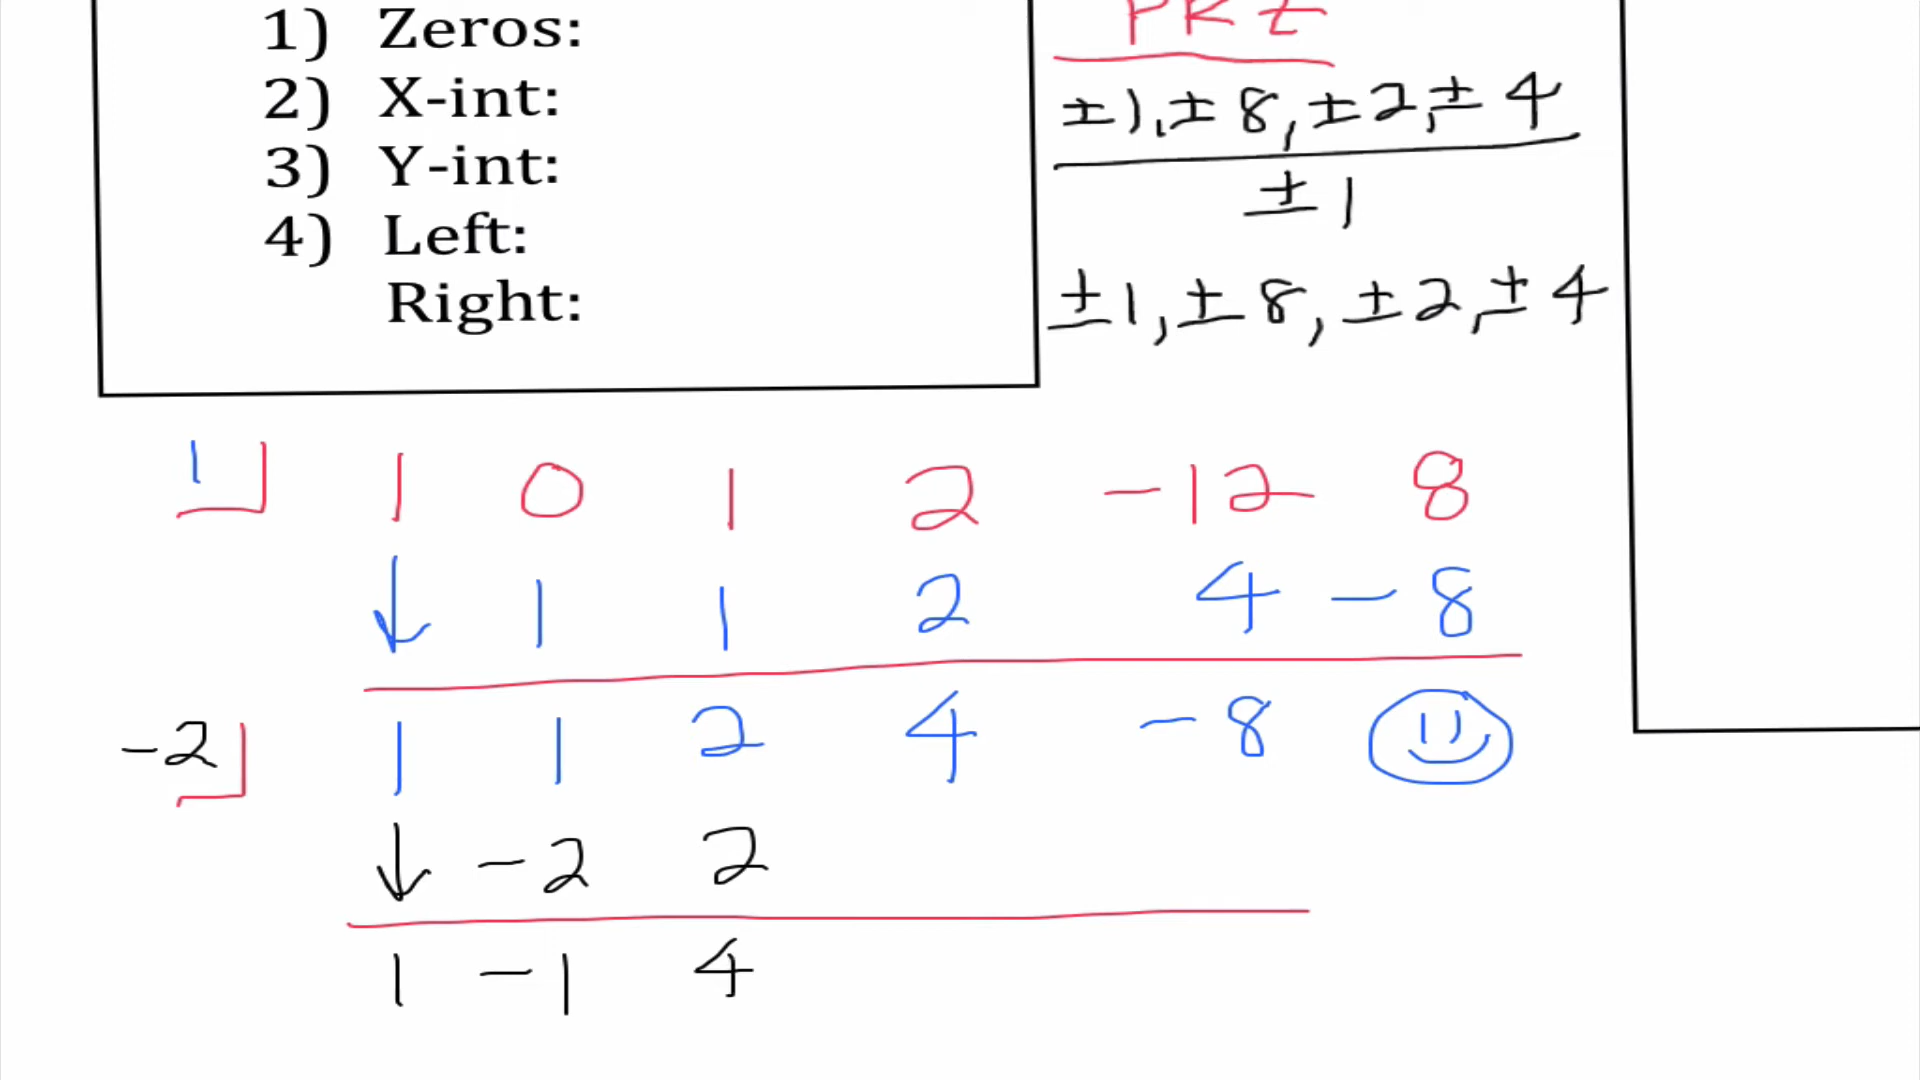 1) Zeros:
2) X-int:
3) Y-int:
4) Left:
Right:
PRZ
±1, ±8, ±2, ±4
±1
±1, ±8, ±2, ±4
1 1 0 1 2 -12 8
↓ 1 1 2 4 -8
-2 1 1 2 4 -8
↓ -2 2
1 -1 4